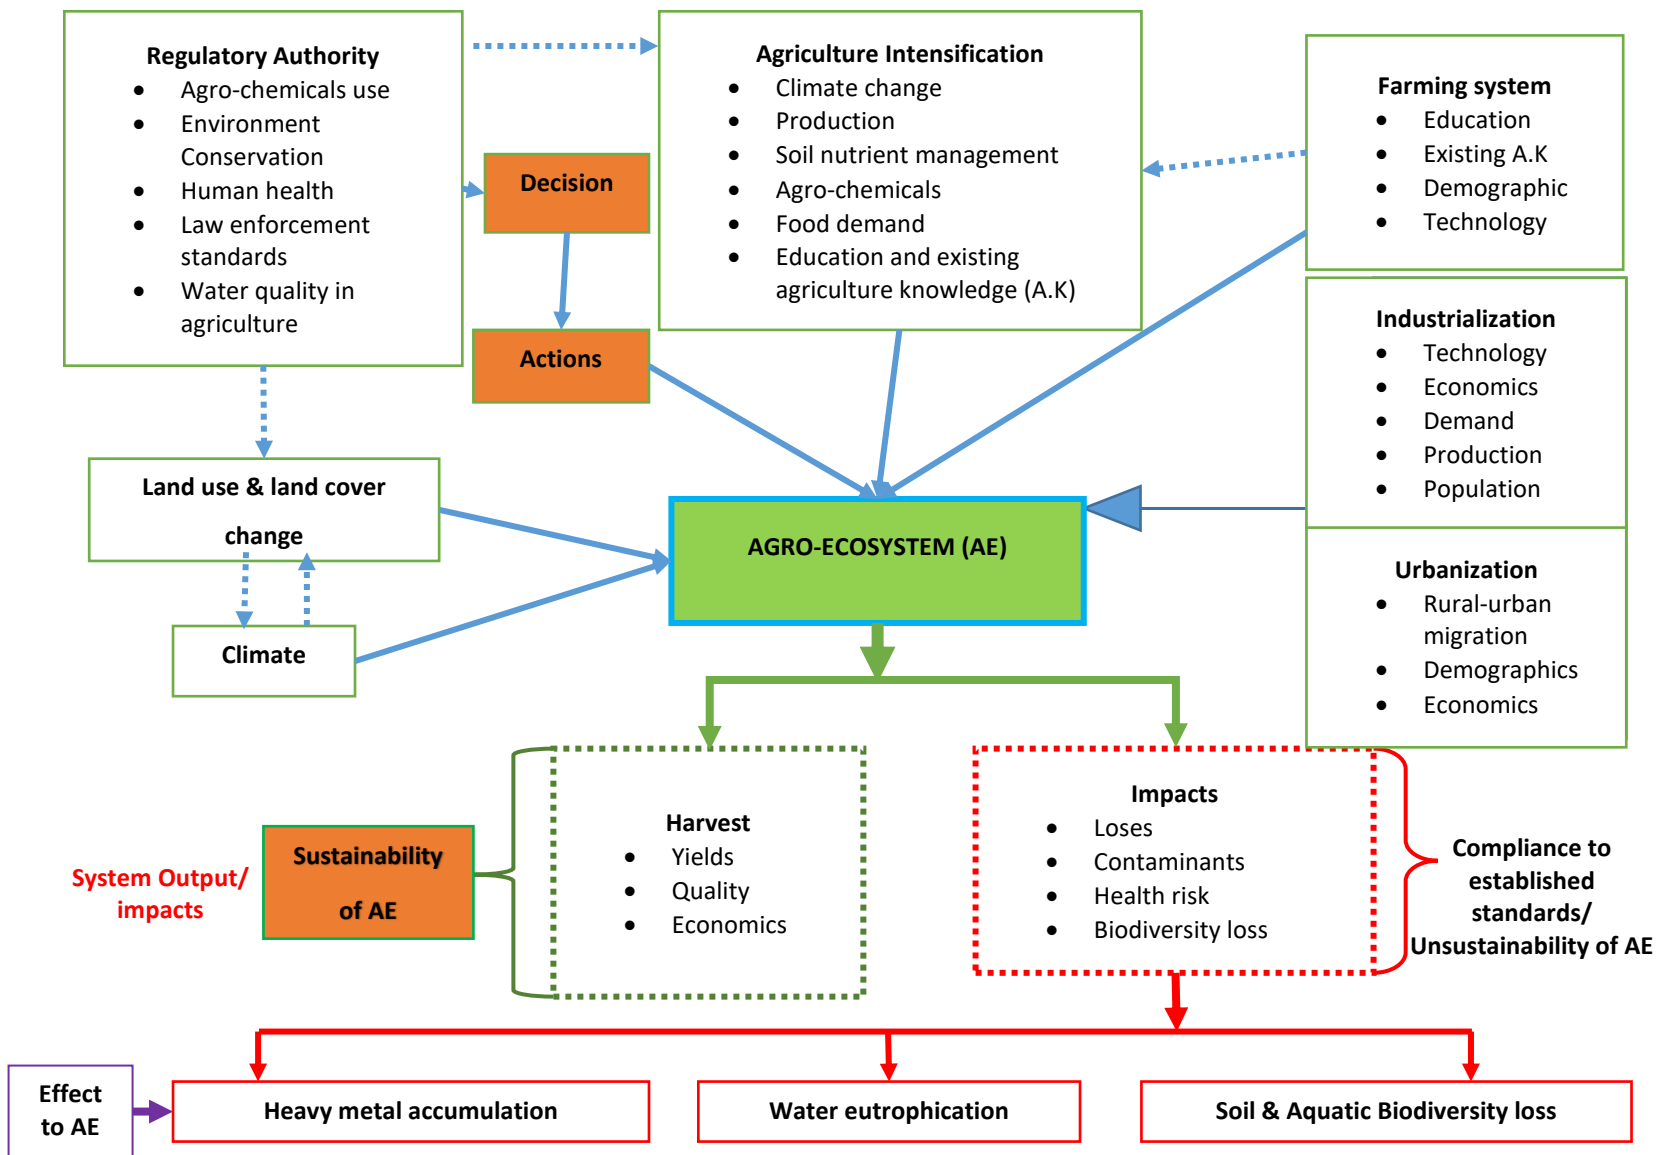 Regulatory Authority
• Agro-chemicals use
• Environment
Conservation
• Human health
• Law enforcement
standards
• Water quality in
agriculture
Decision
Actions
Agriculture Intensification
• Climate change
• Production
• Soil nutrient management
• Agro-chemicals
• Food demand
• Education and existing
agriculture knowledge (A.K)
Farming system
• Education
• Existing A.K
• Demographic
• Technology
Industrialization
• Technology
• Economics
• Demand
• Production
• Population
Urbanization
• Rural-urban
migration
• Demographics
• Economics
Land use & land cover
change
Climate
AGRO-ECOSYSTEM (AE)
System Output/
impacts
Sustainability
of AE
Harvest
• Yields
• Quality
• Economics
Impacts
• Loses
• Contaminants
• Health risk
• Biodiversity loss
Compliance to
established
standards/
Unsustainability of AE
Effect
to AE
Heavy metal accumulation
Water eutrophication
Soil & Aquatic Biodiversity loss